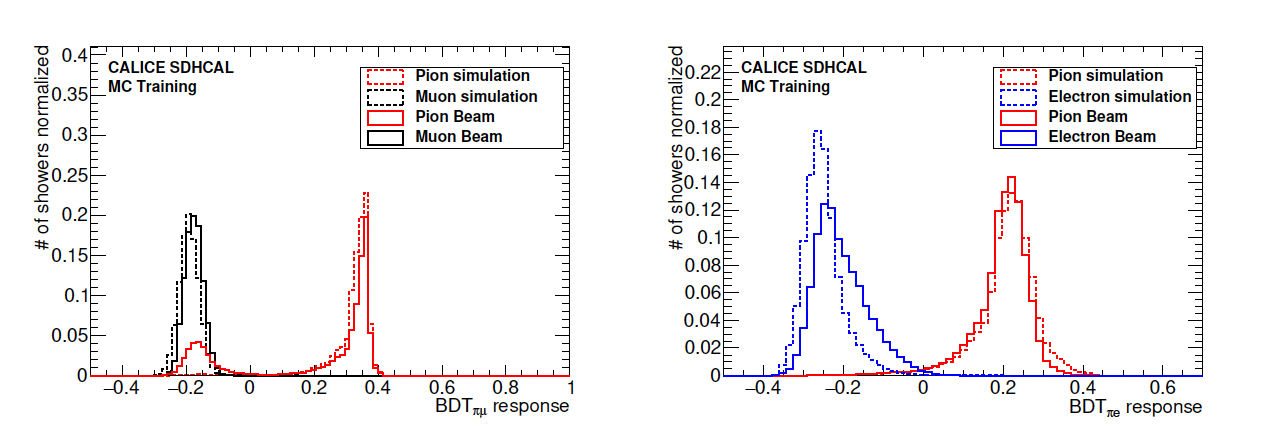 # of showers normalized
0.4
0.35
0.3
0.25
0.2
0.15
0.1
0.05
0
CALICE SDHCAL
MC Training
Pion simulation
Muon simulation
Pion Beam
Muon Beam
−0.4 −0.2 0 0.2 0.4 0.6 0.8 1
BDTπμ response
# of showers normalized
0.22
0.2
0.18
0.16
0.14
0.12
0.1
0.08
0.06
0.04
0.02
0
CALICE SDHCAL
MC Training
Pion simulation
Electron simulation
Pion Beam
Electron Beam
−0.4 −0.2 0 0.2 0.4 0.6
BDTπe response